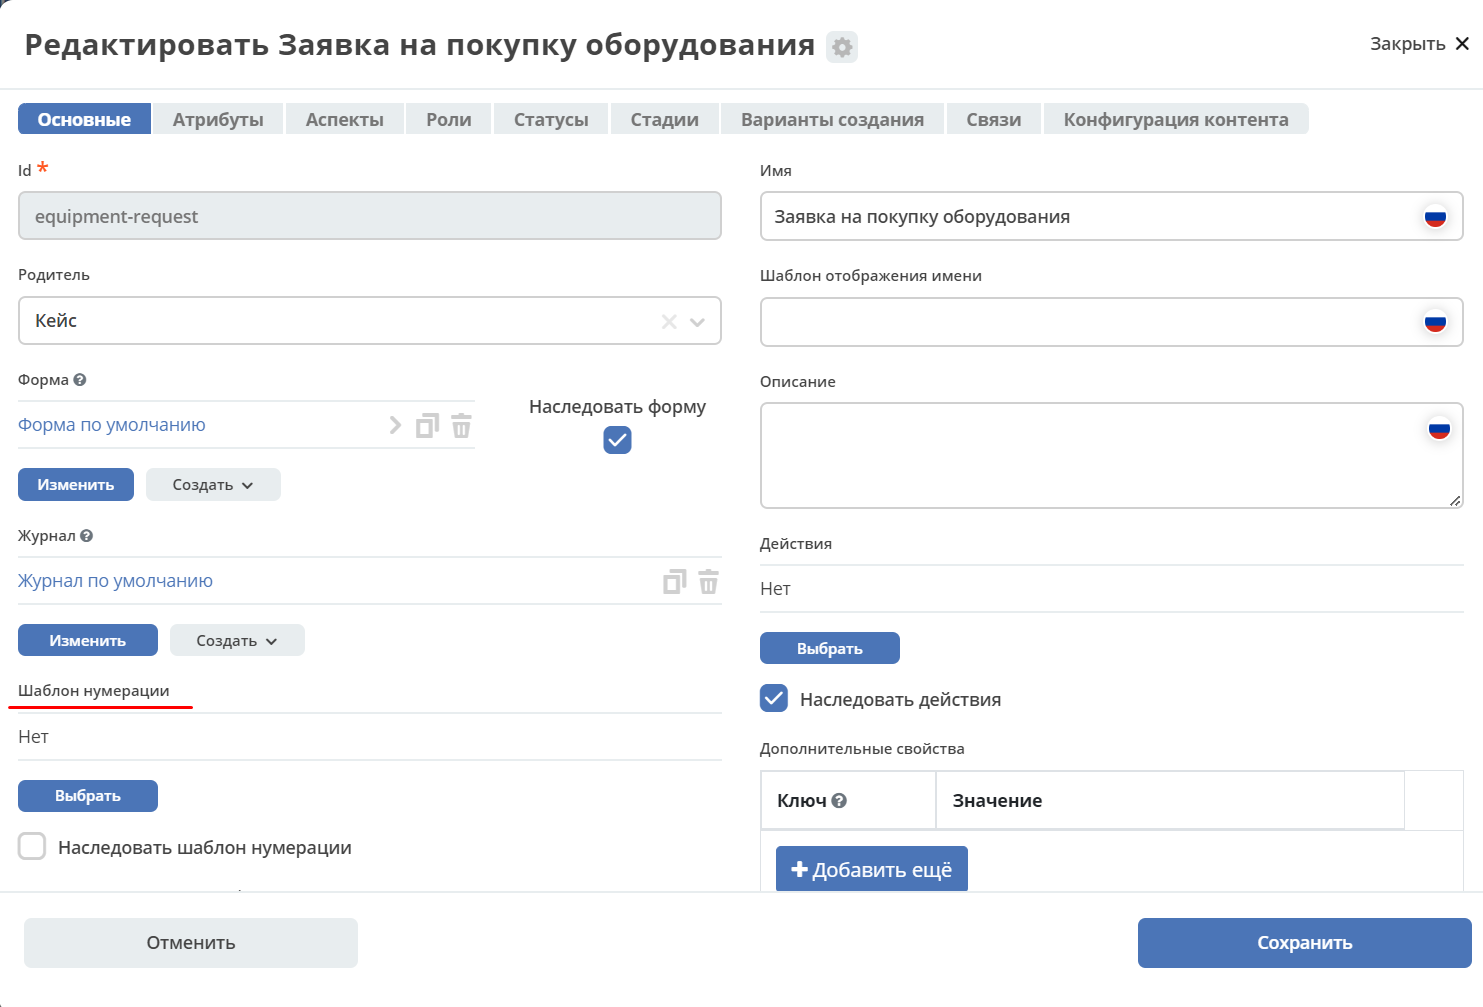 Редактировать Заявка на покупку оборудования
Закрыть
Основные Атрибуты Аспекты Роли Статусы Стадии Варианты создания Связи Конфигурация контента
Id *
equipment-request
Имя
Заявка на покупку оборудования
Родитель
Кейс
Шаблон отображения имени
Форма
Форма по умолчанию
Наследовать форму
Изменить Создать
Описание
Журнал
Журнал по умолчанию
Изменить Создать
Действия
Нет
Выбрать
Наследовать действия
Шаблон нумерации
Нет
Выбрать
Наследовать шаблон нумерации
Дополнительные свойства
Ключ Значение
Добавить ещё
Отменить
Сохранить